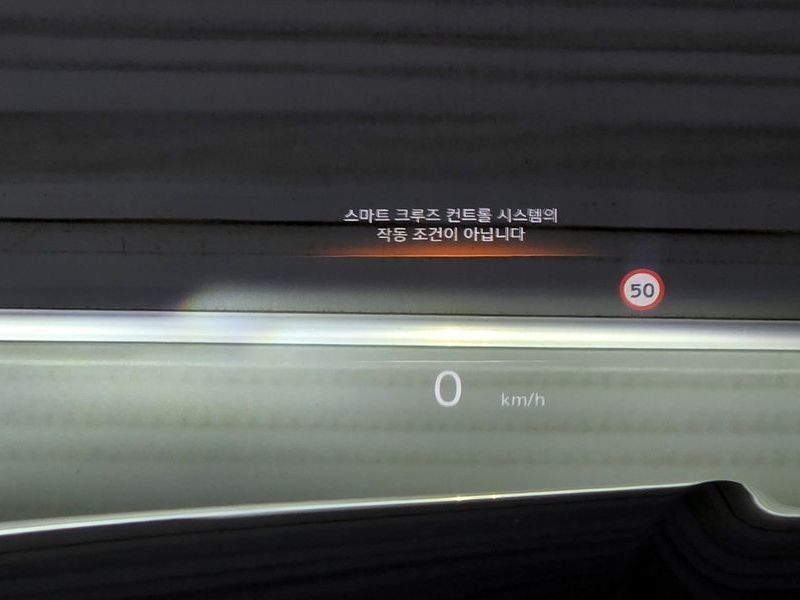 스마트 크루즈 컨트롤 시스템의
작동 조건이 아닙니다
50
0 km/h